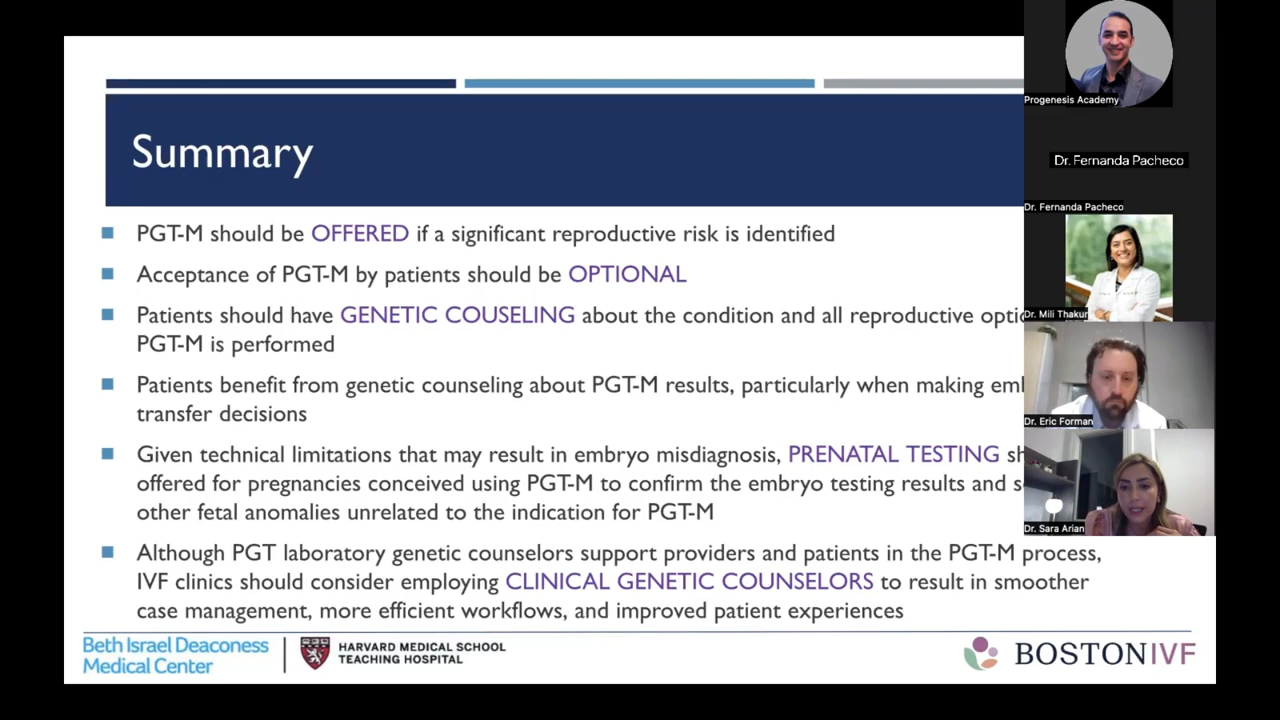 Summary
PGT-M should be OFFERED if a significant reproductive risk is identified
Acceptance of PGT-M by patients should be OPTIONAL
Patients should have GENETIC COUSELING about the condition and all reproductive
PGT-M is performed
Patients benefit from genetic counseling about PGT-M results, particularly when making
transfer decisions
Given technical limitations that may result in embryo misdiagnosis, PRENATAL TESTING
offered for pregnancies conceived using PGT-M to confirm the embryo testing results and
other fetal anomalies unrelated to the indication for PGT-M
Although PGT laboratory genetic counselors support providers and patients in the PGT-M process,
IVF clinics should consider employing CLINICAL GENETIC COUNSELORS to result in smoother
case management, more efficient workflows, and improved patient experiences
Beth Israel Deaconess
Medical Center
HARVARD MEDICAL SCHOOL
TEACHING HOSPITAL
BOSTONIVF
Progenesis Academy
Dr. Fernanda Pacheco
Dr. Fernanda Pacheco
Dr. Mili Thakur
Dr. Eric Forman
Dr. Sara Arian